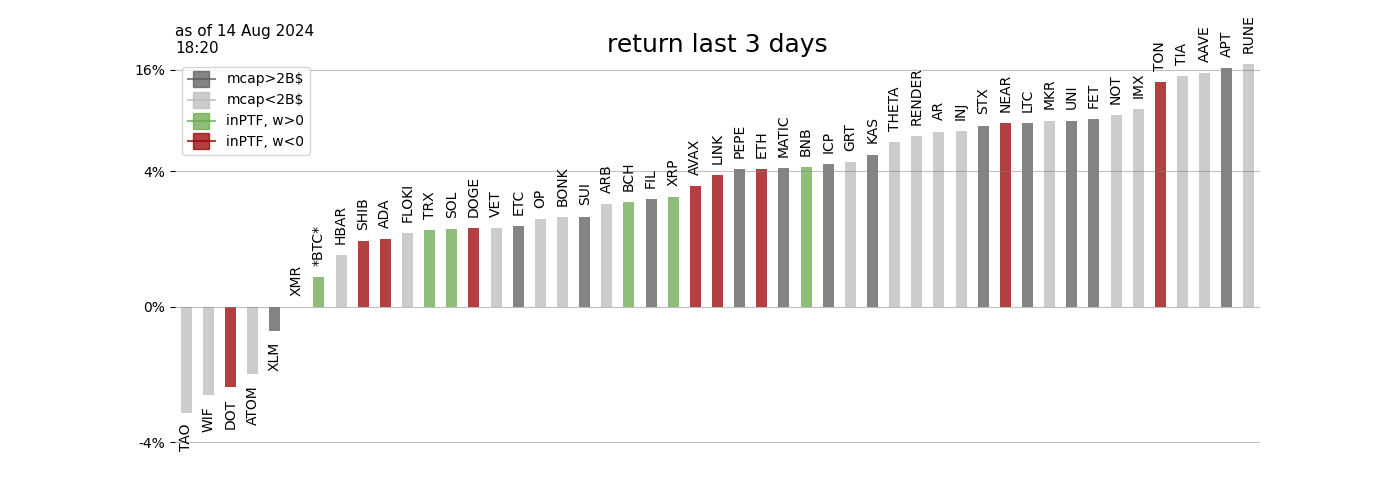 as of 14 Aug 2024
18:20
return last 3 days
mcap>2B$
mcap<2B$
inPTF, w>0
inPTF, w<0
16%
4%
0%
-4%
TAO
WIF
DOT
ATOM
XLM
XMR
*BTC*
HBAR
SHIB
ADA
FLOKI
TRX
SOL
DOGE
VET
ETC
OP
BONK
SUI
ARB
BCH
FIL
XRP
AVAX
LINK
PEPE
ETH
MATIC
BNB
ICP
GRT
KAS
THETA
RENDER
AR
INJ
STX
NEAR
LTC
MKR
UNI
FET
NOT
IMX
TON
TIA
AAVE
APT
RUNE